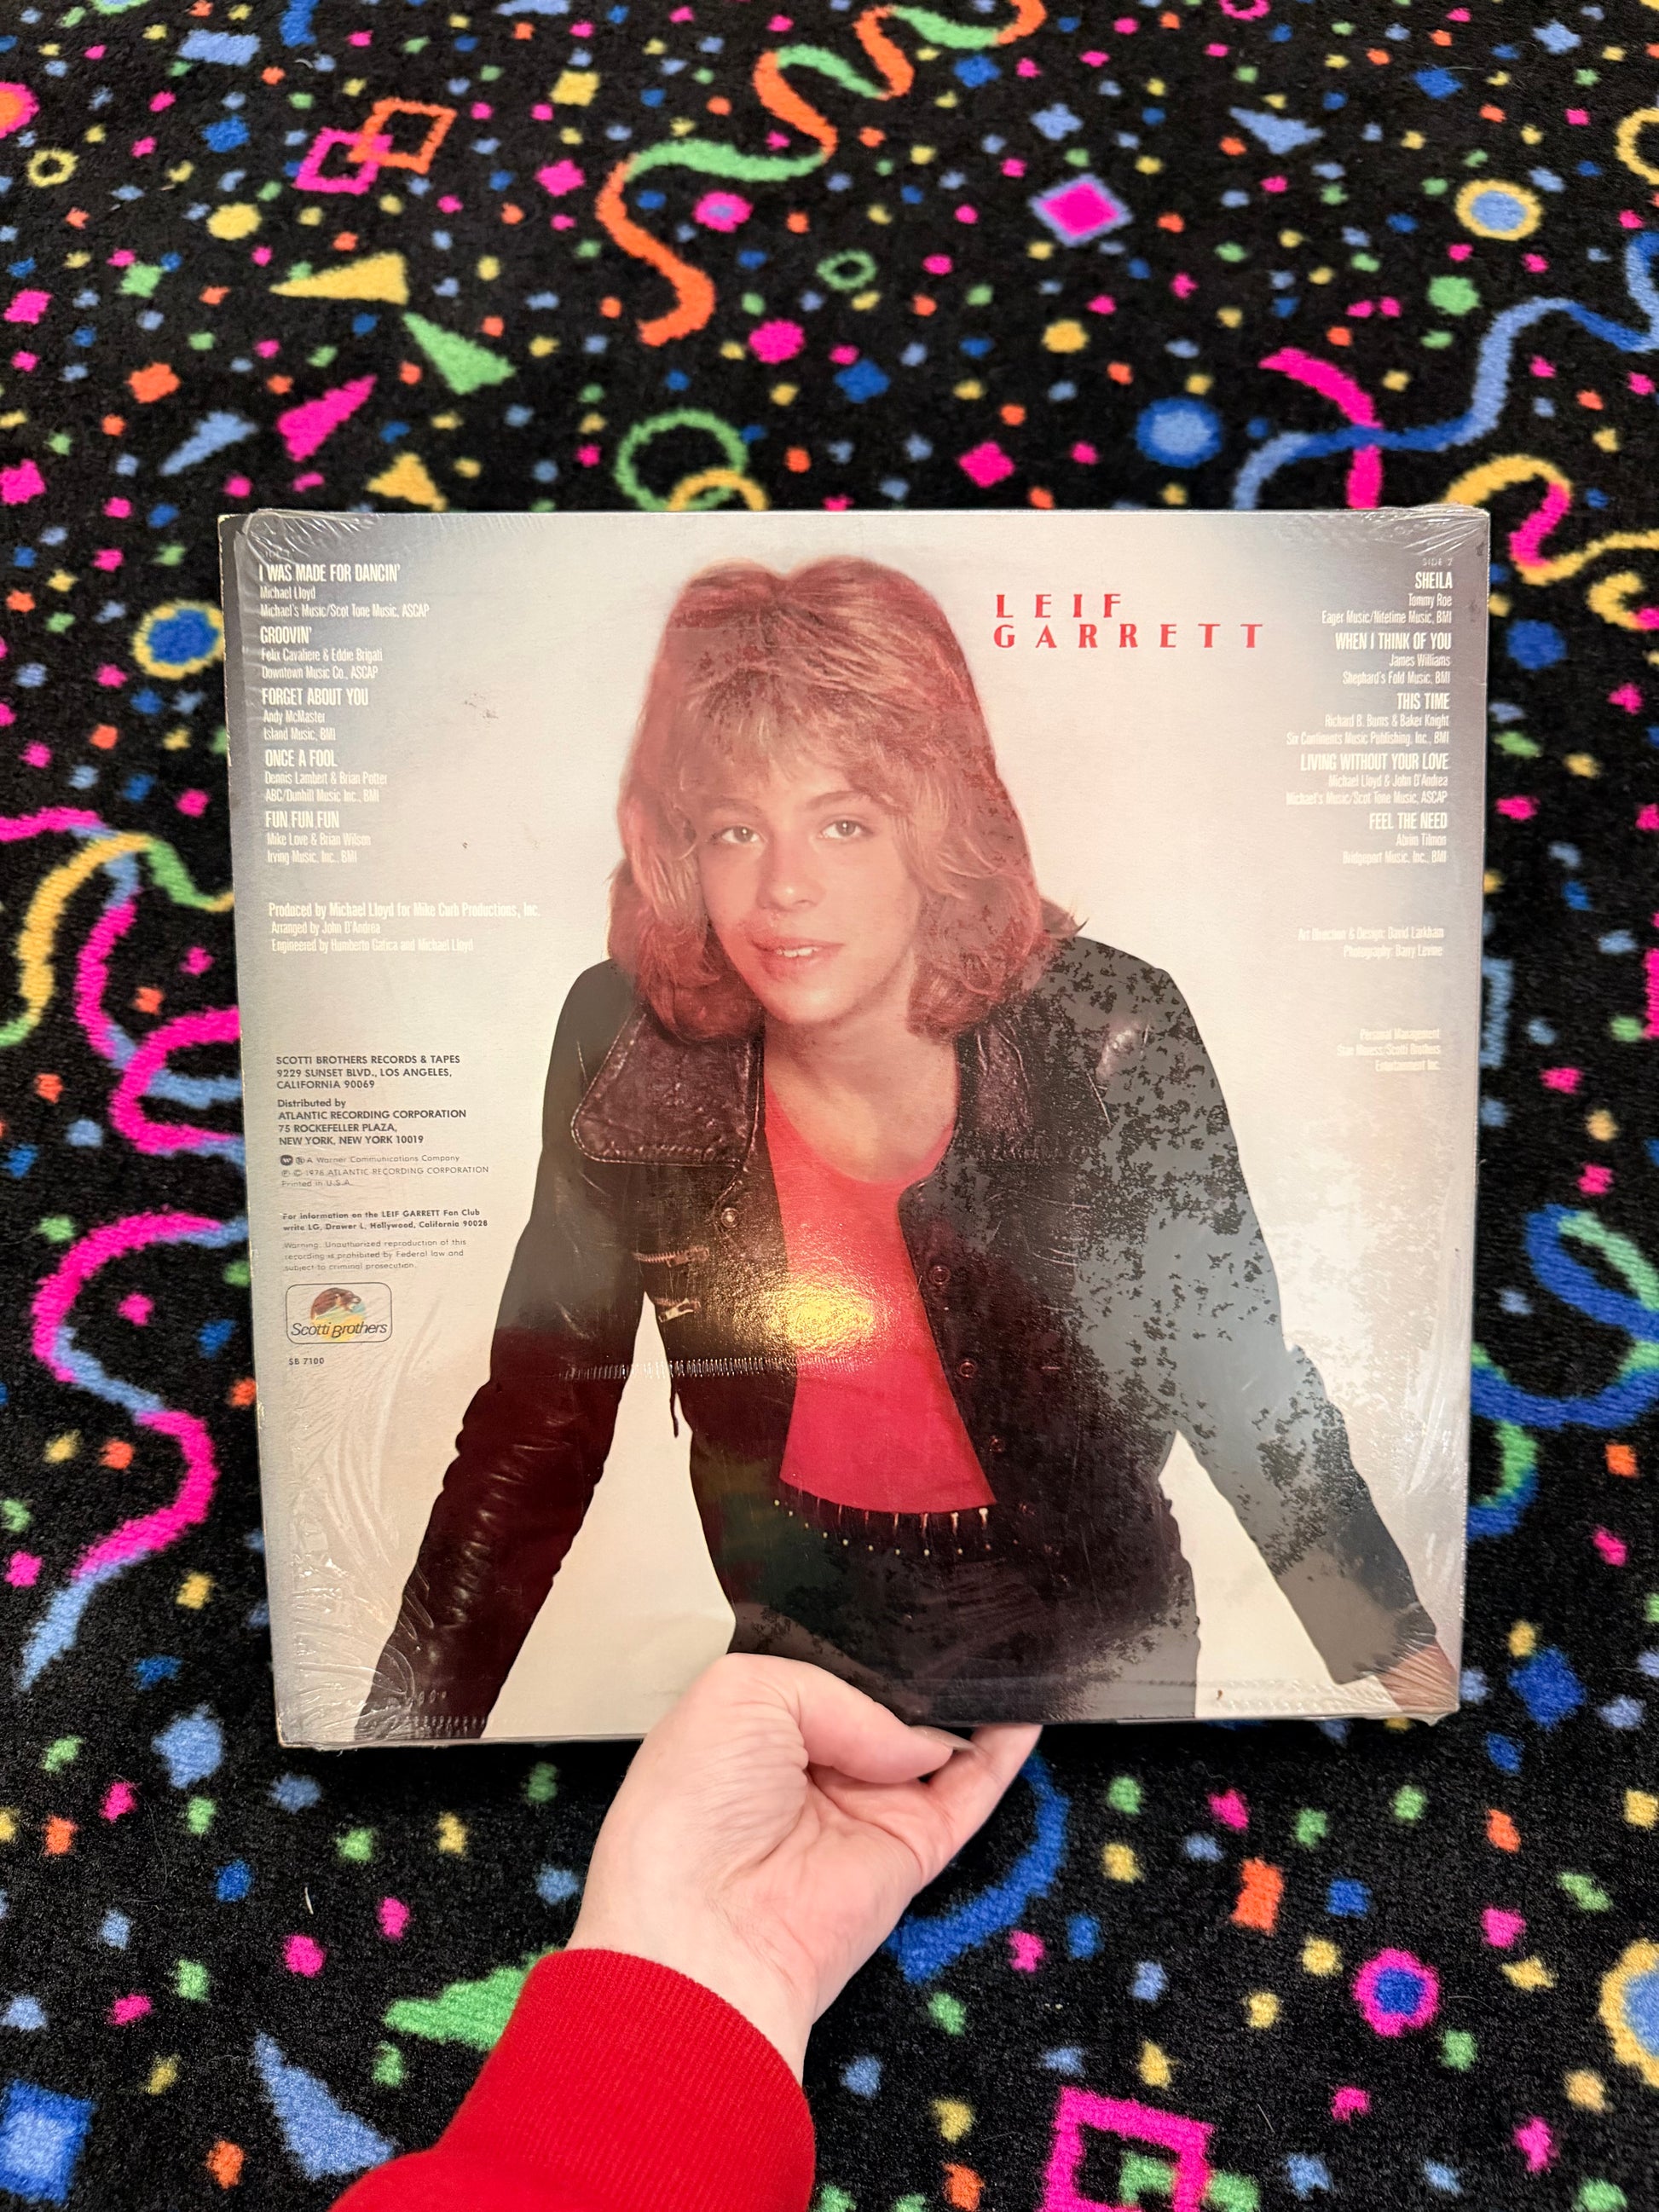 SIDE 1
I WAS MADE FOR DANCIN'
Michael Lloyd
Michael's Music/Scot Tone Music, ASCAP
GROOVIN'
Felix Cavaliere & Eddie Brigati
Downtown Music Co., ASCAP
FORGET ABOUT YOU
Andy McMaster
Island Music, BMI
ONCE A FOOL
Dennis Lambert & Brian Potter
ABC/Dunhill Music Inc., BMI
FUN FUN FUN
Mike Love & Brian Wilson
Irving Music, Inc., BMI
Produced by Michael Lloyd for Mike Curb Productions, Inc.
Arranged by John D'Andrea
Engineered by Humberto Gatica and Michael Lloyd
SCOTTI BROTHERS RECORDS & TAPES
9229 SUNSET BLVD., LOS ANGELES,
CALIFORNIA 90069
Distributed by
ATLANTIC RECORDING CORPORATION
75 ROCKEFELLER PLAZA,
NEW YORK, NEW YORK 10019
A Warner Communications Company
℗ © 1978 ATLANTIC RECORDING CORPORATION
Printed in U.S.A.
For information on the LEIF GARRETT Fan Club
write LG, Drawer L, Hollywood, California 90028
Warning: Unauthorized reproduction of this
recording is prohibited by Federal law and
subject to criminal prosecution.
Scotti Brothers
SB 7100
LEIF
GARRETT
SIDE 2
SHEILA
Tommy Roe
Eager Music/Nitetime Music, BMI
WHEN I THINK OF YOU
James Williams
Shephard's Fold Music, BMI
THIS TIME
Richard B. Burns & Baker Knight
Six Continents Music Publishing, Inc., BMI
LIVING WITHOUT YOUR LOVE
Michael Lloyd & John D'Andrea
Michael's Music/Scot Tone Music, ASCAP
FEEL THE NEED
Abrim Tilmon
Bridgeport Music, Inc., BMI
Art Direction & Design: David Larkham
Photography: Barry Levine
Personal Management:
Stan Moress/Scotti Brothers
Entertainment Inc.